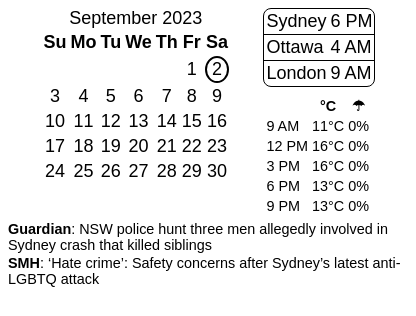 September 2023
Su Mo Tu We Th Fr Sa
1 2
3 4 5 6 7 8 9
10 11 12 13 14 15 16
17 18 19 20 21 22 23
24 25 26 27 28 29 30
Sydney 6 PM
Ottawa 4 AM
London 9 AM
°C ☂
9 AM 11°C 0%
12 PM 16°C 0%
3 PM 16°C 0%
6 PM 13°C 0%
9 PM 13°C 0%
Guardian: NSW police hunt three men allegedly involved in
Sydney crash that killed siblings
SMH: ‘Hate crime’: Safety concerns after Sydney’s latest anti-
LGBTQ attack